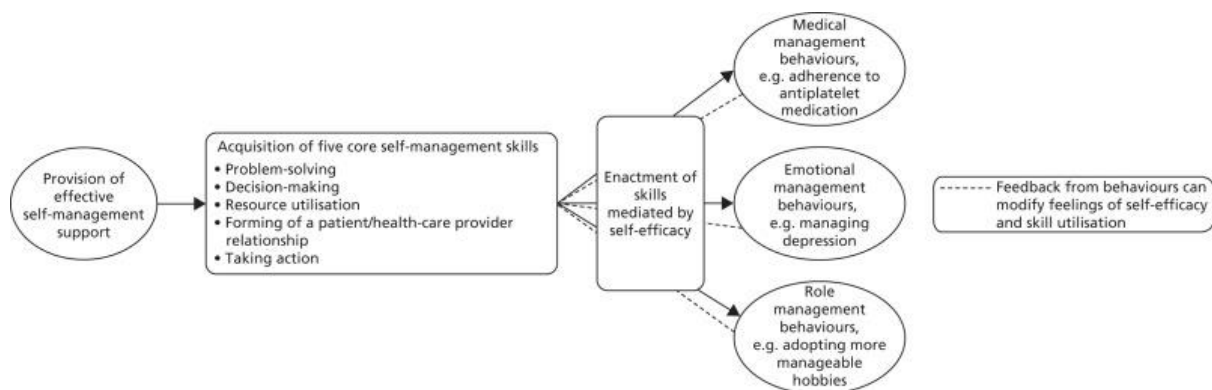 Provision of
effective
self-management
support
Acquisition of five core self-management skills
• Problem-solving
• Decision-making
• Resource utilisation
• Forming of a patient/health-care provider
relationship
• Taking action
Enactment of
skills
mediated by
self-efficacy
Medical
management
behaviours,
e.g. adherence to
antiplatelet
medication
Emotional
management
behaviours,
e.g. managing
depression
Role
management
behaviours,
e.g. adopting more
manageable
hobbies
Feedback from behaviours can
modify feelings of self-efficacy
and skill utilisation